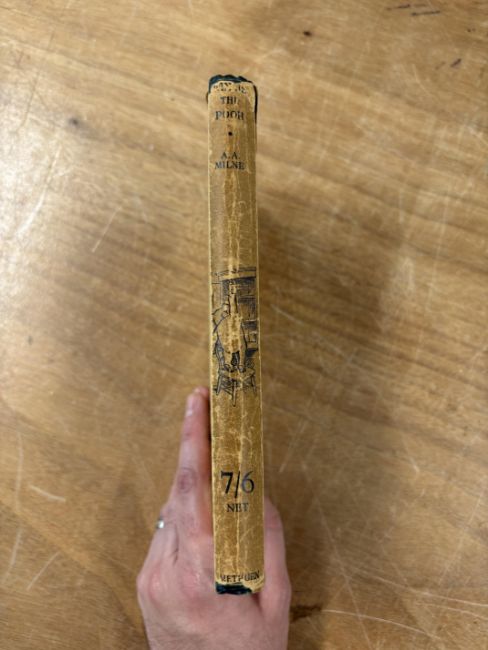 THE
POOH
A. A.
MILNE
7/6
NET
METHUEN